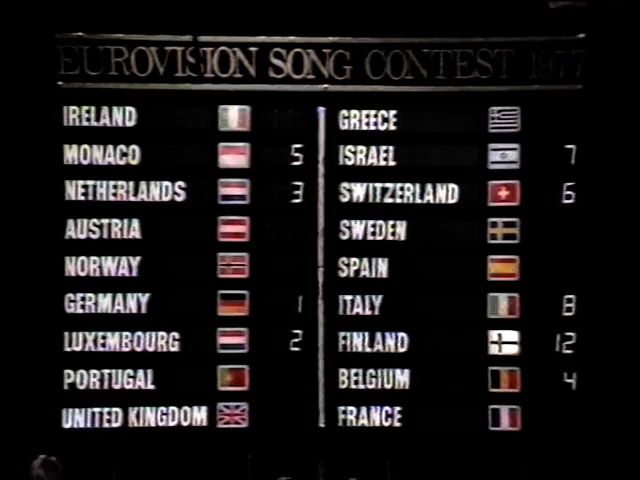 EUROVISION SONG CONTEST 1977
IRELAND
MONACO 5
NETHERLANDS 3
AUSTRIA
NORWAY
GERMANY 1
LUXEMBOURG 2
PORTUGAL
UNITED KINGDOM
GREECE
ISRAEL 7
SWITZERLAND 6
SWEDEN
SPAIN
ITALY 8
FINLAND 12
BELGIUM 4
FRANCE